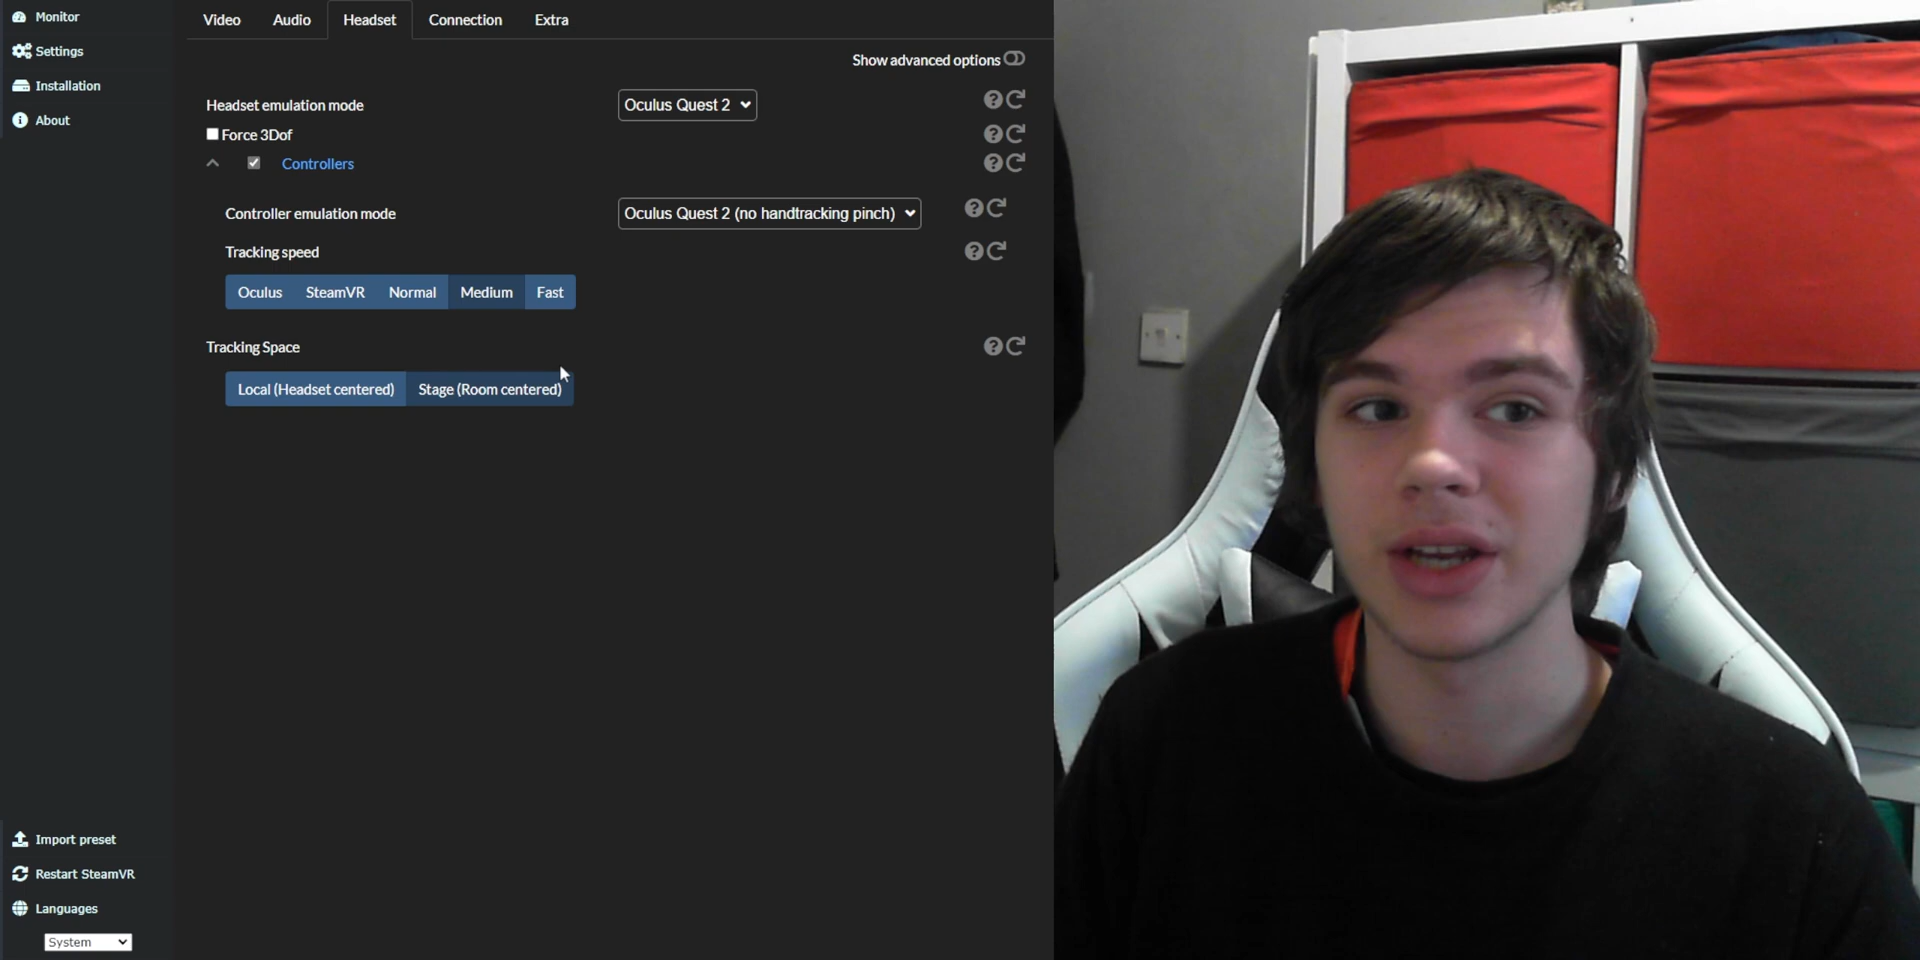 Monitor
Settings
Installation
About
Video Audio Headset Connection Extra
Show advanced options
Headset emulation mode Oculus Quest 2
Force 3Dof
Controllers
Controller emulation mode Oculus Quest 2 (no handtracking pinch)
Tracking speed
Oculus SteamVR Normal Medium Fast
Tracking Space
Local (Headset centered) Stage (Room centered)
Import preset
Restart SteamVR
Languages
System